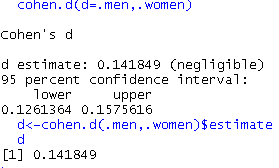 cohen.d(d=.men,.women)
Cohen's d
d estimate: 0.141849 (negligible)
95 percent confidence interval:
lower upper
0.1261364 0.1575616
d<-cohen.d(.men,.women)$estimate
d
[1] 0.141849